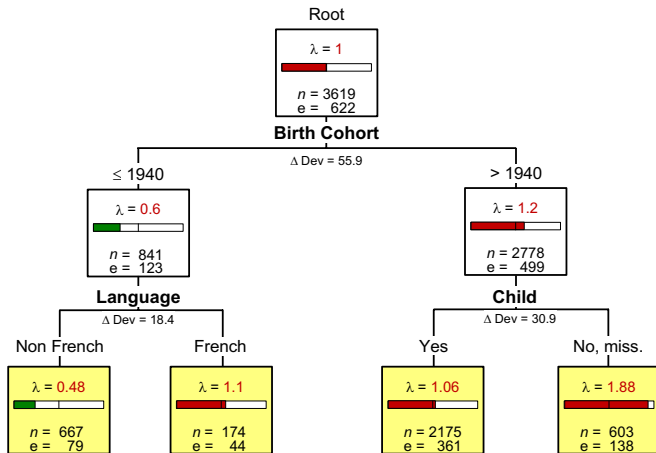 Root
λ = 1
n = 3619
e = 622
Birth Cohort
Δ Dev = 55.9
≤ 1940
λ = 0.6
n = 841
e = 123
> 1940
λ = 1.2
n = 2778
e = 499
Language
Δ Dev = 18.4
Child
Δ Dev = 30.9
Non French
λ = 0.48
n = 667
e = 79
French
λ = 1.1
n = 174
e = 44
Yes
λ = 1.06
n = 2175
e = 361
No, miss.
λ = 1.88
n = 603
e = 138